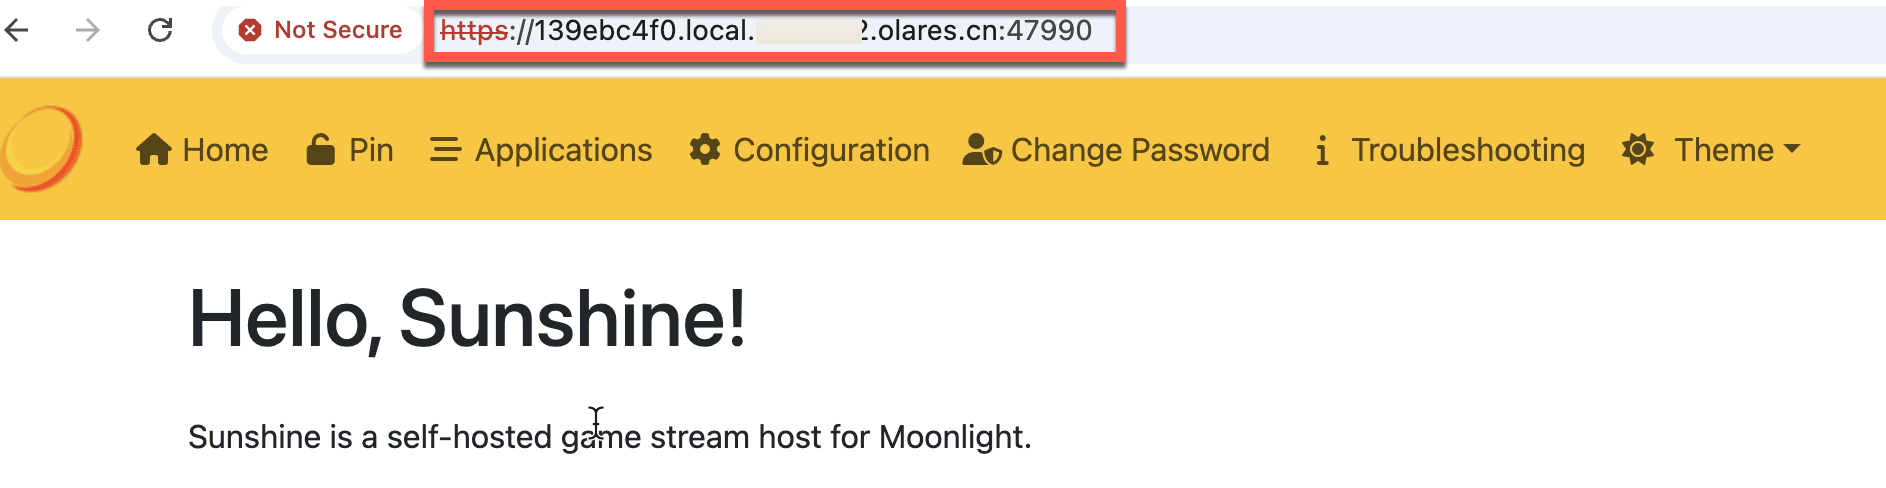 Not Secure https://139ebc4f0.local. 2.olares.cn:47990
Home Pin Applications Configuration Change Password Troubleshooting Theme
Hello, Sunshine!
Sunshine is a self-hosted game stream host for Moonlight.